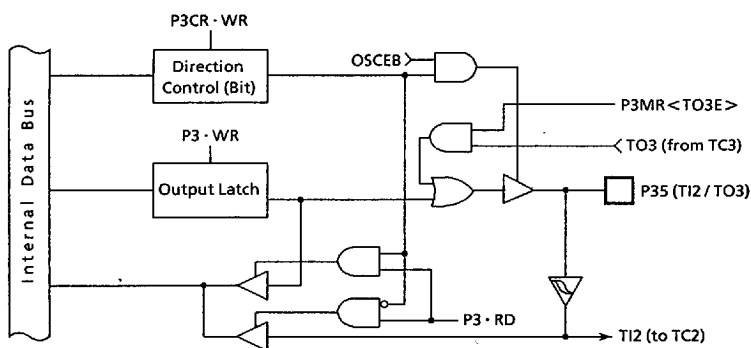 P3CR · WR
Direction
Control (Bit)
OSCEB
P3MR<TO3E>
TO3 (from TC3)
P3 · WR
Output Latch
P35 (TI2 / TO3)
Internal Data Bus
P3 · RD
TI2 (to TC2)